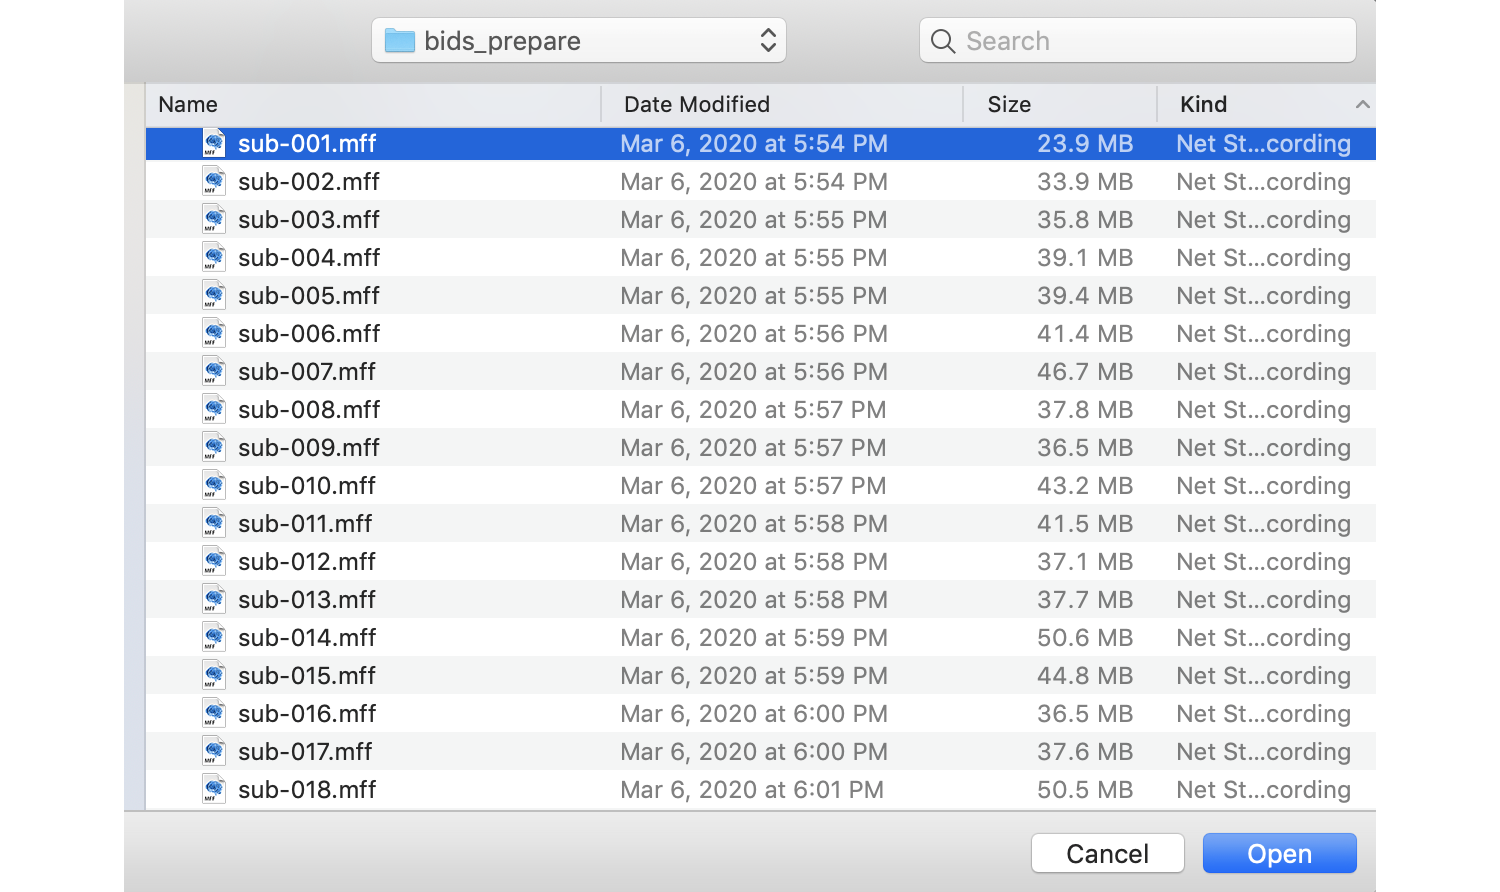 bids_prepare Search
Name Date Modified Size Kind
sub-001.mff Mar 6, 2020 at 5:54 PM 23.9 MB Net St...cording
sub-002.mff Mar 6, 2020 at 5:54 PM 33.9 MB Net St...cording
sub-003.mff Mar 6, 2020 at 5:55 PM 35.8 MB Net St...cording
sub-004.mff Mar 6, 2020 at 5:55 PM 39.1 MB Net St...cording
sub-005.mff Mar 6, 2020 at 5:55 PM 39.4 MB Net St...cording
sub-006.mff Mar 6, 2020 at 5:56 PM 41.4 MB Net St...cording
sub-007.mff Mar 6, 2020 at 5:56 PM 46.7 MB Net St...cording
sub-008.mff Mar 6, 2020 at 5:57 PM 37.8 MB Net St...cording
sub-009.mff Mar 6, 2020 at 5:57 PM 36.5 MB Net St...cording
sub-010.mff Mar 6, 2020 at 5:57 PM 43.2 MB Net St...cording
sub-011.mff Mar 6, 2020 at 5:58 PM 41.5 MB Net St...cording
sub-012.mff Mar 6, 2020 at 5:58 PM 37.1 MB Net St...cording
sub-013.mff Mar 6, 2020 at 5:58 PM 37.7 MB Net St...cording
sub-014.mff Mar 6, 2020 at 5:59 PM 50.6 MB Net St...cording
sub-015.mff Mar 6, 2020 at 5:59 PM 44.8 MB Net St...cording
sub-016.mff Mar 6, 2020 at 6:00 PM 36.5 MB Net St...cording
sub-017.mff Mar 6, 2020 at 6:00 PM 37.6 MB Net St...cording
sub-018.mff Mar 6, 2020 at 6:01 PM 50.5 MB Net St...cording
Cancel Open